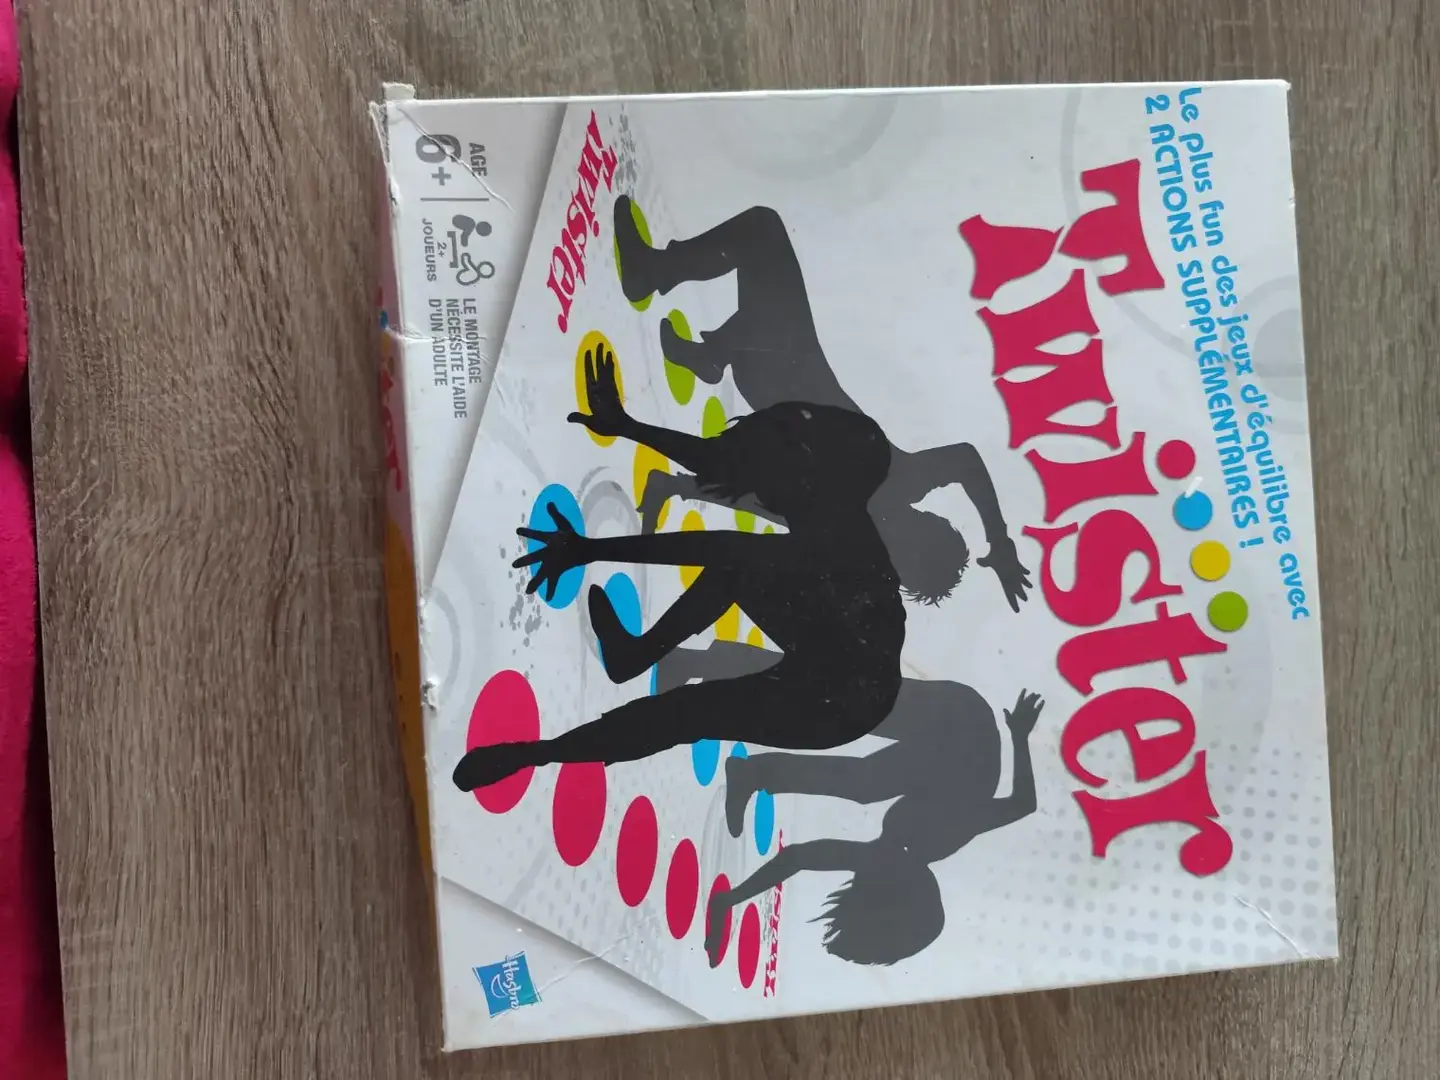 Le plus fun des jeux d'équilibre avec
2 ACTIONS SUPPLÉMENTAIRES !
Twister
Twister
Twister
AGE
6+
2+
JOUEURS
LE MONTAGE
NÉCESSITE L'AIDE
D'UN ADULTE
Hasbro